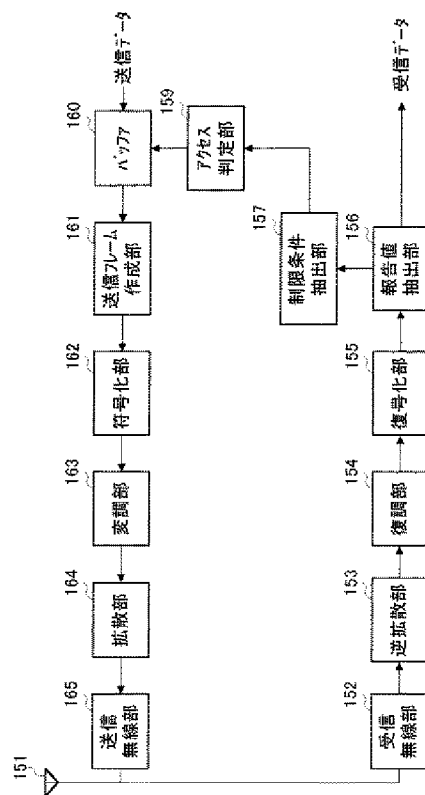 151
165
送信
無線部
164
拡散部
163
変調部
162
符号化部
161
送信フレーム
作成部
160
バッファ
送信データ
159
アクセス
判定部
157
制限条件
抽出部
152
受信
無線部
153
逆拡散部
154
復調部
155
復号化部
156
報告値
抽出部
受信データ